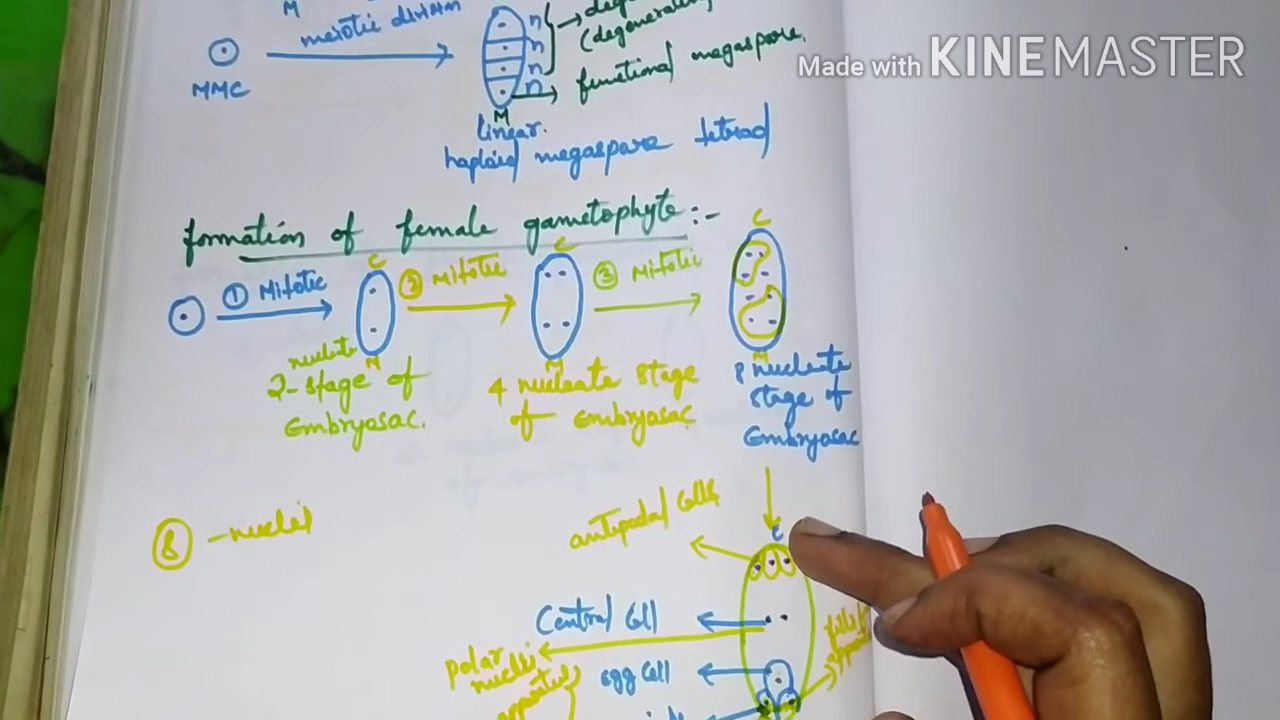 M
meiotic division
n
n
n
n
(degenerating
functional megaspore.
MMC
M
linear.
haploid megaspore tetrad
Made with KINEMASTER
formation of female gametophyte:-
① Mitotic
C
② Mitotic
C
③ Mitotic
C
M
M
M
nucleate
2-stage of
Embryosac.
4 nucleate stage
of Embryosac
8 nucleate
stage of
Embryosac
⑧ -nuclei
antipodal cells
C
Central Cell
polar
nuclei
egg cell
apparatus